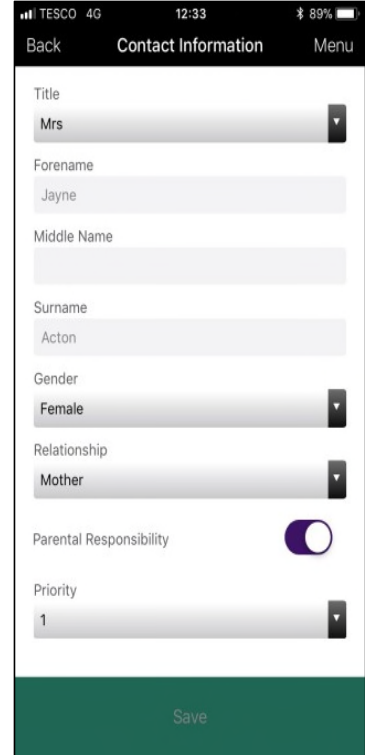 TESCO 4G 12:33 89%
Back Contact Information Menu
Title
Mrs
Forename
Jayne
Middle Name
Surname
Acton
Gender
Female
Relationship
Mother
Parental Responsibility
Priority
1
Save